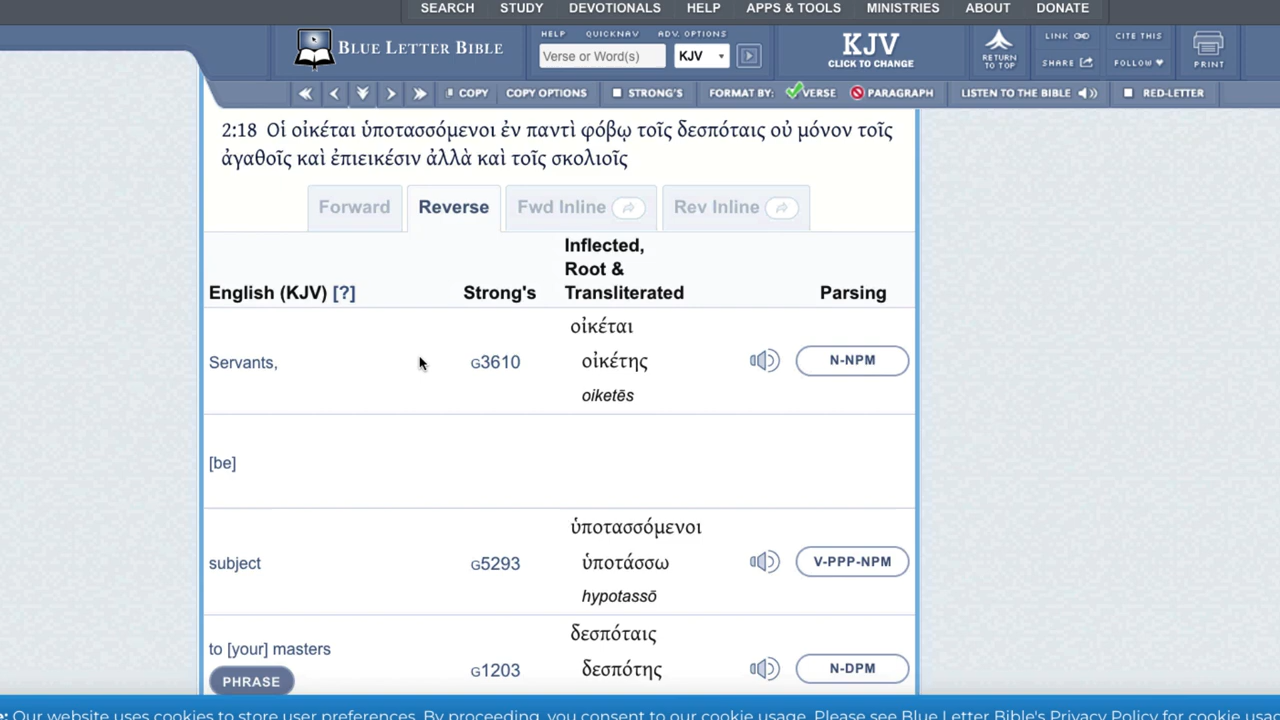 SEARCH STUDY DEVOTIONALS HELP APPS & TOOLS MINISTRIES ABOUT DONATE
BLUE LETTER BIBLE
HELP QUICKNAV ADV. OPTIONS
Verse or Word(s) KJV
KJV
CLICK TO CHANGE
RETURN
TO TOP
LINK CITE THIS
SHARE FOLLOW
PRINT
COPY COPY OPTIONS STRONG'S FORMAT BY: VERSE PARAGRAPH LISTEN TO THE BIBLE RED-LETTER
2:18 Οἱ οἰκέται ὑποτασσόμενοι ἐν παντὶ φόβῳ τοῖς δεσπόταις οὐ μόνον τοῖς
ἀγαθοῖς καὶ ἐπιεικέσιν ἀλλὰ καὶ τοῖς σκολιοῖς
Forward Reverse Fwd Inline Rev Inline
Inflected,
Root &
English (KJV) [?] Strong's Transliterated Parsing
οἰκέται
Servants, G3610 οἰκέτης N-NPM
oiketēs
[be]
ὑποτασσόμενοι
subject G5293 ὑποτάσσω V-PPP-NPM
hypotassō
δεσπόταις
to [your] masters
G1203 δεσπότης N-DPM
PHRASE
e: Our website uses cookies to store user preferences. By proceeding, you consent to our cookie usage. Please see Blue Letter Bible's Privacy Policy for cookie usa